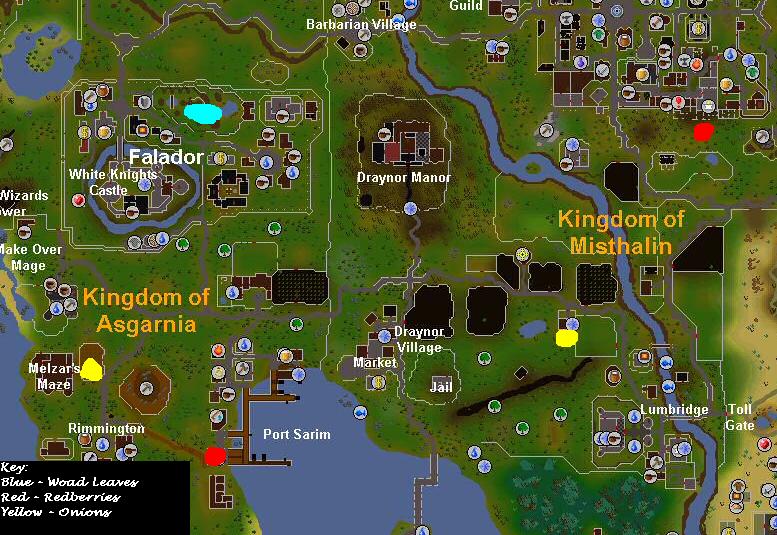 Guild
Barbarian Village
Falador
White Knights
Castle
Draynor Manor
Wizards
ower
Make Over
Mage
Kingdom of
Misthalin
Kingdom of
Asgarnia
Draynor
Village
Market
Melzar's
Maze
Jail
Lumbridge
Toll
Gate
Rimmington
Port Sarim
Key:
Blue - Woad Leaves
Red - Redberries
Yellow - Onions